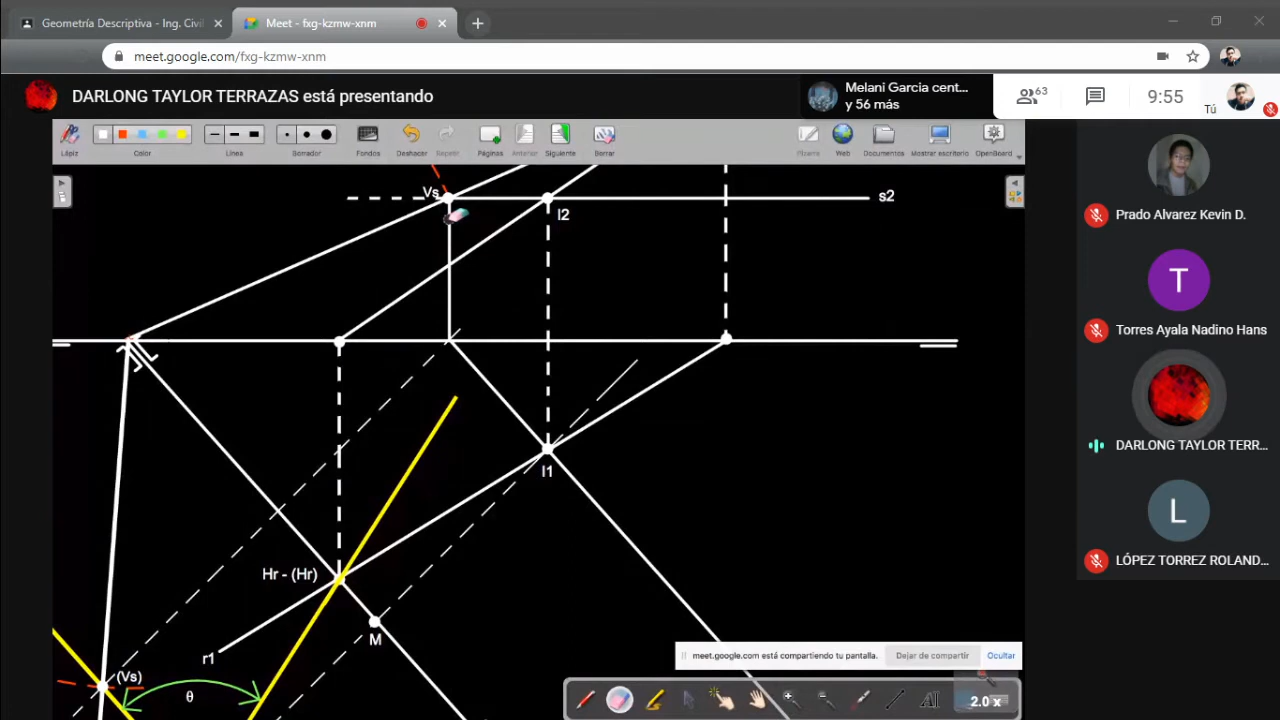 Geometría Descriptiva - Ing. Civil
Meet - fxg-kzmw-xnm
meet.google.com/fxg-kzmw-xnm
DARLONG TAYLOR TERRAZAS está presentando
Melani Garcia cent...
y 56 más
63
9:55
Tú
Lápiz
Color
Línea
Borrador
Fondos
Deshacer
Repetir
Páginas
Anterior
Siguiente
Borrar
Pizarra
Web
Documentos
Mostrar escritorio
OpenBoard
Vs
I2
s2
Prado Alvarez Kevin D.
T
Torres Ayala Nadino Hans
DARLONG TAYLOR TERR...
L
LÓPEZ TORREZ ROLAND...
I1
Hr - (Hr)
M
r1
(Vs)
θ
meet.google.com está compartiendo tu pantalla.
Dejar de compartir
Ocultar
AI
2.0 x